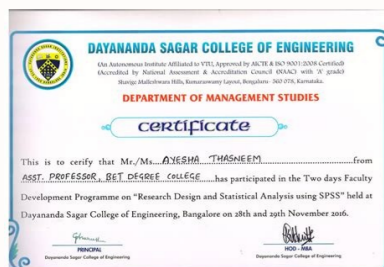 DAYANANDA SAGAR COLLEGE OF ENGINEERING
(An Autonomous Institute Affiliated to VTU, Approved by AICTE & ISO 9001:2008 Certified)
(Accredited by National Assessment & Accreditation Council (NAAC) with 'A' grade)
Shavige Malleshwara Hills, Kumaraswamy Layout, Bengaluru- 560 078, Karnataka.
DEPARTMENT OF MANAGEMENT STUDIES
certificate
This is to certify that Mr./Ms. AYESHA THASNEEM from
ASST. PROFESSOR, BET DEGREE COLLEGE has participated in the Two days Faculty
Development Programme on "Research Design and Statistical Analysis using SPSS" held at
Dayananda Sagar College of Engineering, Bangalore on 28th and 29th November 2016.
PRINCIPAL
Dayananda Sagar College of Engineering
HOD - MBA
Dayananda Sagar College of Engineering